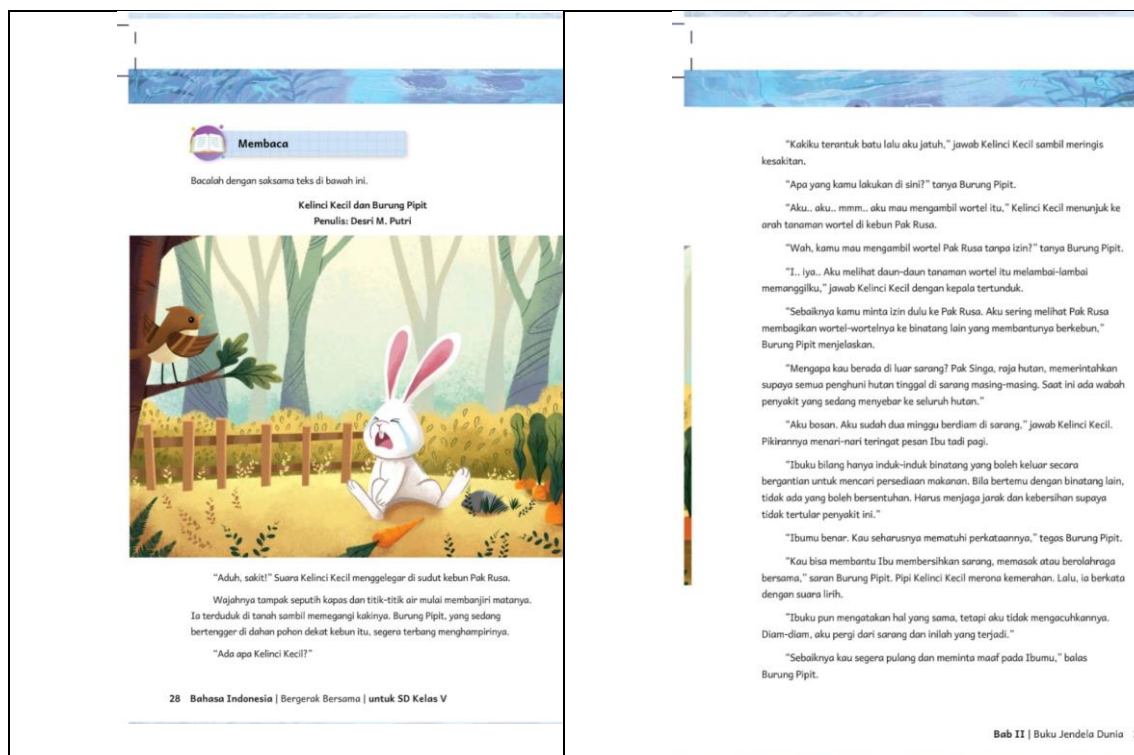 Membaca
Bacalah dengan saksama teks di bawah ini.
Kelinci Kecil dan Burung Pipit
Penulis: Desri M. Putri
"Aduh, sakit!" Suara Kelinci Kecil menggelegar di sudut kebun Pak Rusa.
Wajahnya tampak seputih kapas dan titik-titik air mulai membanjiri matanya.
Ia terduduk di tanah sambil memegangi kakinya. Burung Pipit, yang sedang
bertengger di dahan pohon dekat kebun itu, segera terbang menghampirinya.
"Ada apa Kelinci Kecil?"
28 Bahasa Indonesia | Bergerak Bersama | untuk SD Kelas V
"Kakiku terantuk batu lalu aku jatuh," jawab Kelinci Kecil sambil meringis
kesakitan.
"Apa yang kamu lakukan di sini?" tanya Burung Pipit.
"Aku.. aku.. mmm.. aku mau mengambil wortel itu," Kelinci Kecil menunjuk ke
arah tanaman wortel di kebun Pak Rusa.
"Wah, kamu mau mengambil wortel Pak Rusa tanpa izin?" tanya Burung Pipit.
"I.. iya.. Aku melihat daun-daun tanaman wortel itu melambai-lambai
memanggilku," jawab Kelinci Kecil dengan kepala tertunduk.
"Sebaiknya kamu minta izin dulu ke Pak Rusa. Aku sering melihat Pak Rusa
membagikan wortel-wortelnya ke binatang lain yang membantunya berkebun,"
Burung Pipit menjelaskan.
"Mengapa kau berada di luar sarang? Pak Singa, raja hutan, memerintahkan
supaya semua penghuni hutan tinggal di sarang masing-masing. Saat ini ada wabah
penyakit yang sedang menyebar ke seluruh hutan."
"Aku bosan. Aku sudah dua minggu berdiam di sarang," jawab Kelinci Kecil.
Pikirannya menari-nari teringat pesan Ibu tadi pagi.
"Ibuku bilang hanya induk-induk binatang yang boleh keluar secara
bergantian untuk mencari persediaan makanan. Bila bertemu dengan binatang lain,
tidak ada yang boleh bersentuhan. Harus menjaga jarak dan kebersihan supaya
tidak tertular penyakit ini."
"Ibumu benar. Kau seharusnya mematuhi perkataannya," tegas Burung Pipit.
"Kau bisa membantu Ibu membersihkan sarang, memasak atau berolahraga
bersama," saran Burung Pipit. Pipi Kelinci Kecil merona kemerahan. Lalu, ia berkata
dengan suara lirih.
"Ibuku pun mengatakan hal yang sama, tetapi aku tidak mengacuhkannya.
Diam-diam, aku pergi dari sarang dan inilah yang terjadi."
"Sebaiknya kau segera pulang dan meminta maaf pada Ibumu," balas
Burung Pipit.
Bab II | Buku Jendela Dunia